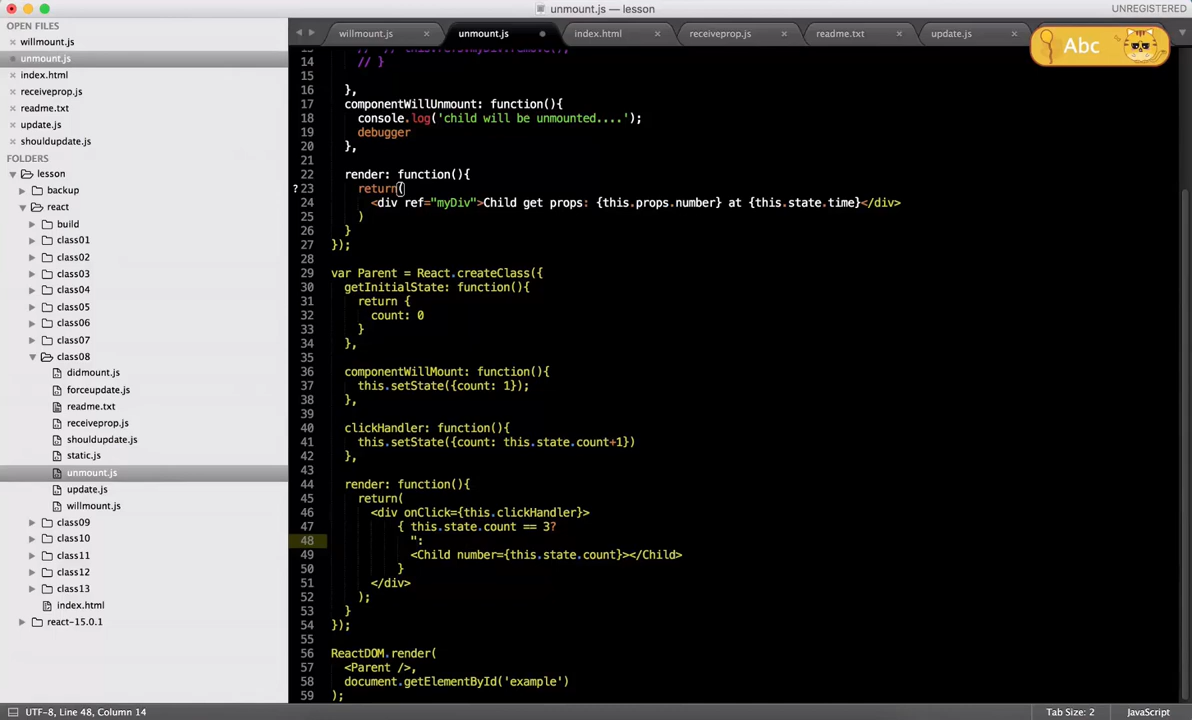 unmount.js — lesson
UNREGISTERED
OPEN FILES
willmount.js
unmount.js
index.html
receiveprop.js
readme.txt
update.js
shouldupdate.js
FOLDERS
lesson
backup
react
build
class01
class02
class03
class04
class05
class06
class07
class08
didmount.js
forceupdate.js
readme.txt
receiveprop.js
shouldupdate.js
static.js
unmount.js
update.js
willmount.js
class09
class10
class11
class12
class13
index.html
react-15.0.1
willmount.js × unmount.js index.html × receiveprop.js × readme.txt × update.js ×
Abc
13 // this.refs.myDiv.remove();
14 // }
15
16 },
17 componentWillUnmount: function(){
18 console.log('child will be unmounted....');
19 debugger
20 },
21
22 render: function(){
? 23 return(
24 <div ref="myDiv">Child get props: {this.props.number} at {this.state.time}</div>
25 )
26 }
27 });
28
29 var Parent = React.createClass({
30 getInitialState: function(){
31 return {
32 count: 0
33 }
34 },
35
36 componentWillMount: function(){
37 this.setState({count: 1});
38 },
39
40 clickHandler: function(){
41 this.setState({count: this.state.count+1})
42 },
43
44 render: function(){
45 return(
46 <div onClick={this.clickHandler}>
47 { this.state.count == 3?
48 ":
49 <Child number={this.state.count}></Child>
50 }
51 </div>
52 );
53 }
54 });
55
56 ReactDOM.render(
57 <Parent />,
58 document.getElementById('example')
59 );
UTF-8, Line 48, Column 14
Tab Size: 2
JavaScript